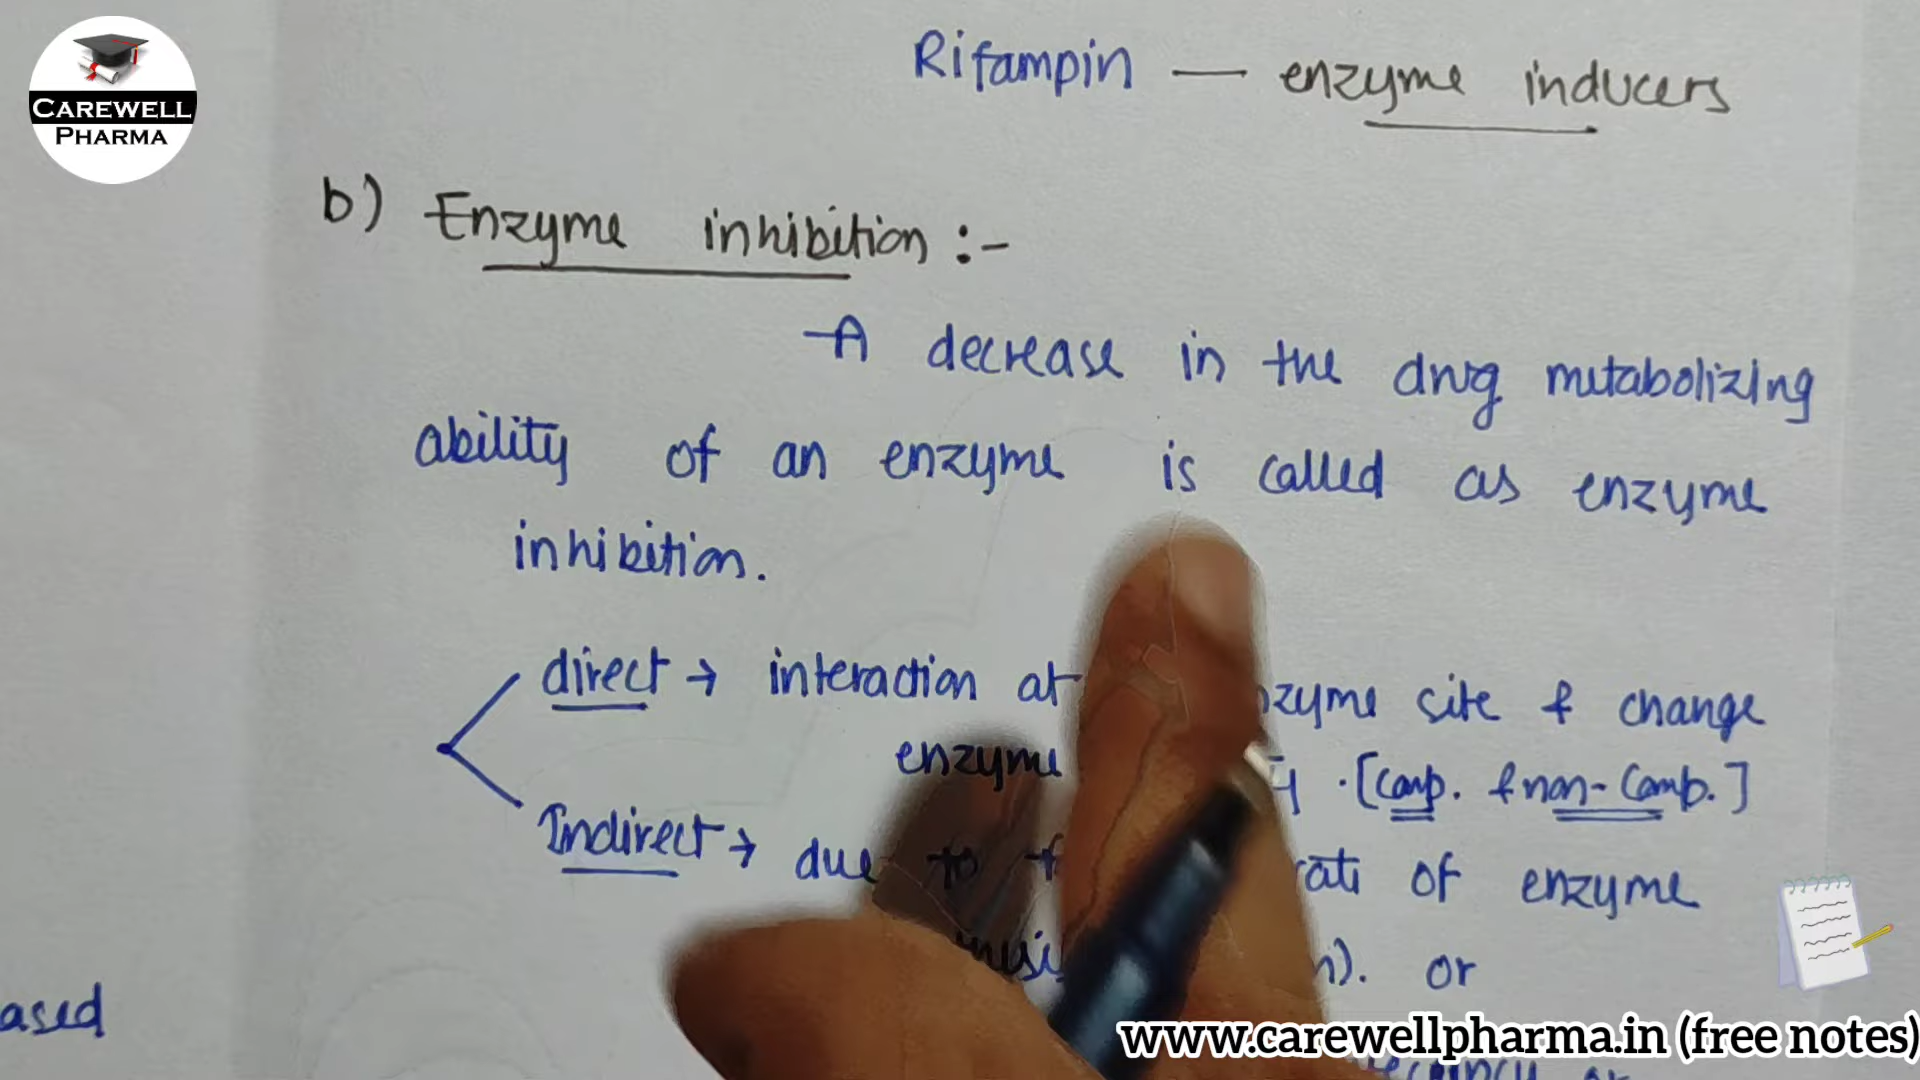 CAREWELL
PHARMA
Rifampin — enzyme inducers
b) Enzyme inhibition :-
A decrease in the drug metabolizing
ability of an enzyme is called as enzyme
inhibition.
direct → interaction at enzyme site & change
enzyme . [comp. & non-comp.]
Indirect → due to rate of enzyme
or
ased
www.carewellpharma.in (free notes)